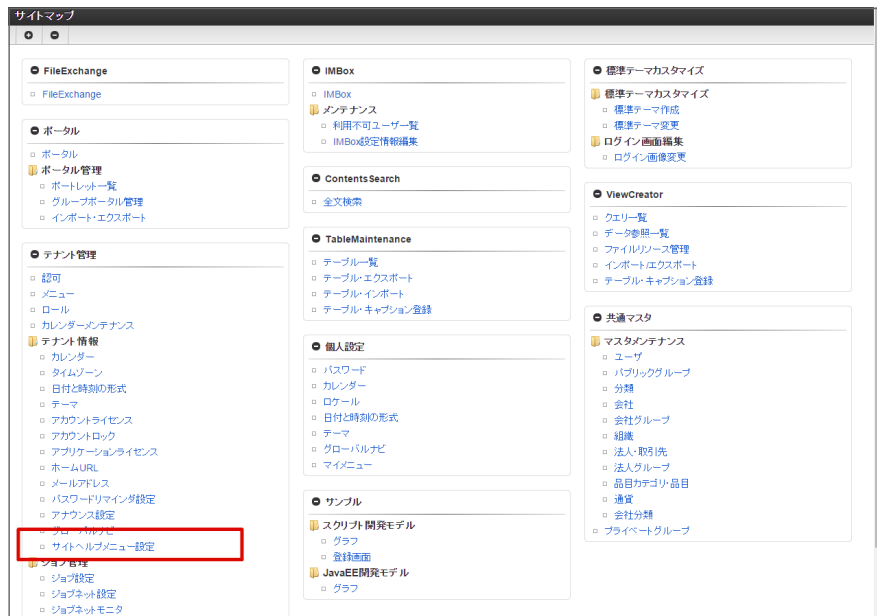 サイトマップ
FileExchange
FileExchange
ポータル
ポータル
ポータル管理
ポートレット一覧
グループポータル管理
インポート・エクスポート
テナント管理
認可
メニュー
ロール
カレンダーメンテナンス
テナント情報
カレンダー
タイムゾーン
日付と時刻の形式
テーマ
アカウントライセンス
アカウントロック
アプリケーションライセンス
ホームURL
メールアドレス
パスワードリマインダ設定
アナウンス設定
グローバルナビ
サイトヘルプメニュー設定
ジョブ管理
ジョブ設定
ジョブネット設定
ジョブネットモニタ
IMBox
IMBox
メンテナンス
利用不可ユーザ一覧
IMBox設定情報編集
ContentsSearch
全文検索
TableMaintenance
テーブル一覧
テーブル・エクスポート
テーブル・インポート
テーブル・キャプション登録
個人設定
パスワード
カレンダー
ロケール
日付と時刻の形式
テーマ
グローバルナビ
マイメニュー
サンプル
スクリプト開発モデル
グラフ
登録画面
JavaEE開発モデル
グラフ
標準テーマカスタマイズ
標準テーマカスタマイズ
標準テーマ作成
標準テーマ変更
ログイン画面編集
ログイン画像変更
ViewCreator
クエリ一覧
データ参照一覧
ファイルリソース管理
インポート/エクスポート
テーブル・キャプション登録
共通マスタ
マスタメンテナンス
ユーザ
パブリックグループ
分類
会社
会社グループ
組織
法人・取引先
法人グループ
品目カテゴリ・品目
通貨
会社分類
プライベートグループ